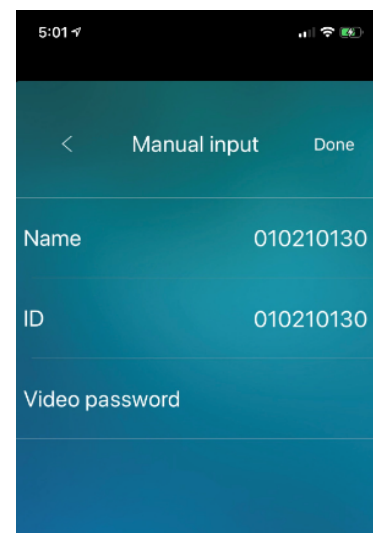 5:01
Manual input Done
Name 010210130
ID 010210130
Video password